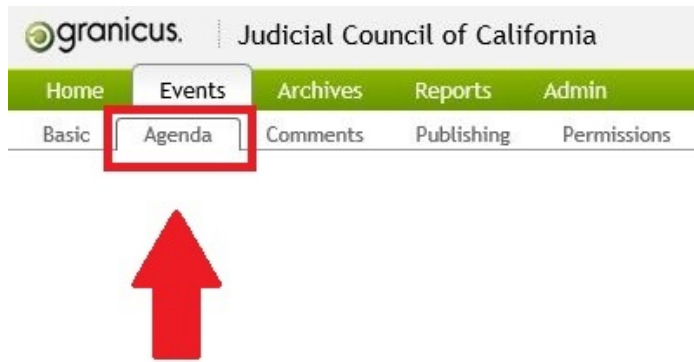 granicus. Judicial Council of California
Home Events Archives Reports Admin
Basic Agenda Comments Publishing Permissions